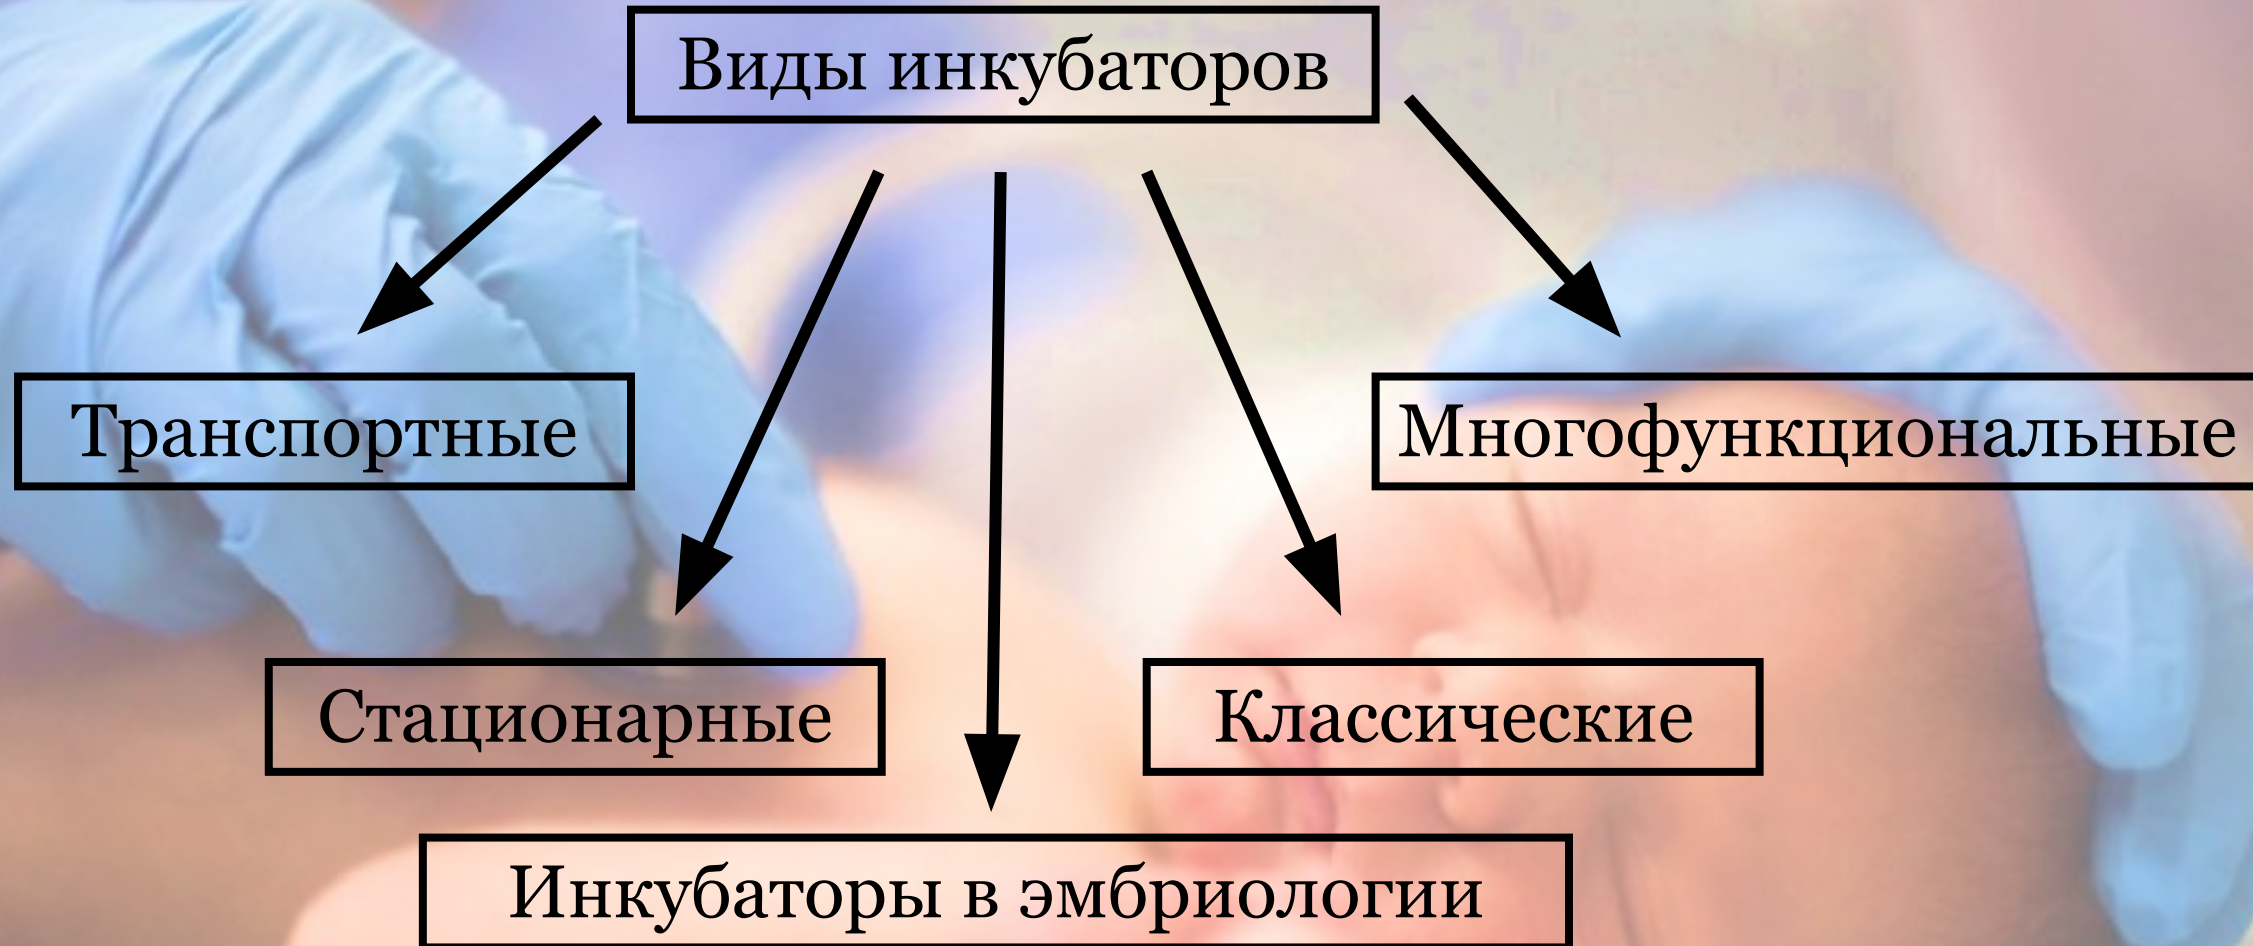 Виды инкубаторов
Транспортные
Многофункциональные
Стационарные
Классические
Инкубаторы в эмбриологии